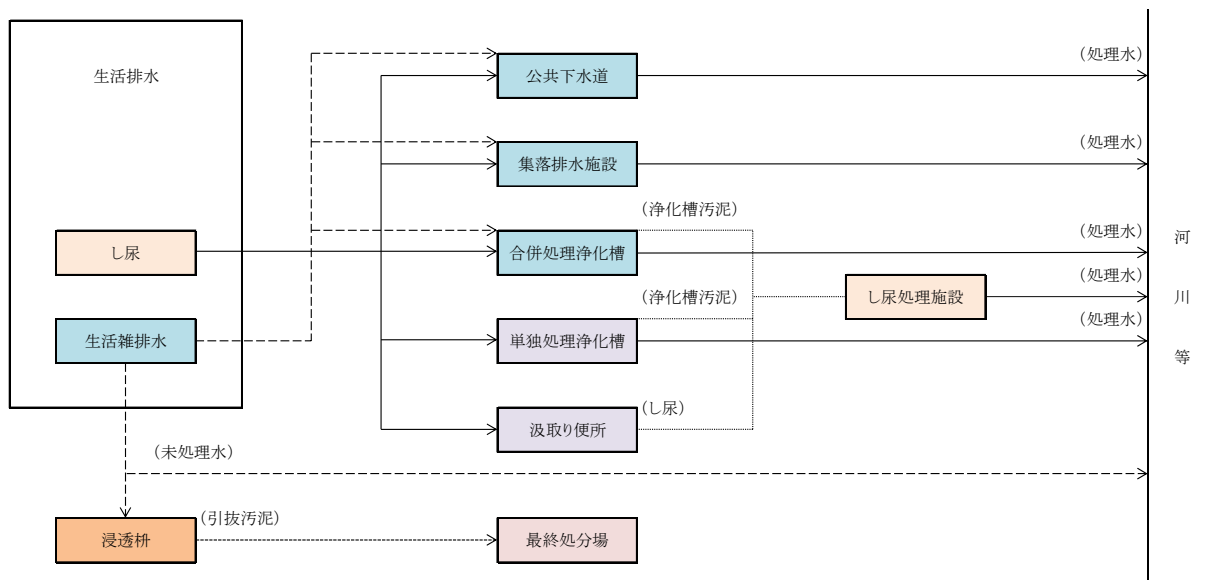 生活排水
公共下水道
(処理水)
集落排水施設
(処理水)
(浄化槽汚泥)
し尿
合併処理浄化槽
(処理水)
(浄化槽汚泥)
し尿処理施設
(処理水)
生活雑排水
単独処理浄化槽
(処理水)
河
川
等
(し尿)
汲取り便所
(未処理水)
(引抜汚泥)
浸透枡
最終処分場